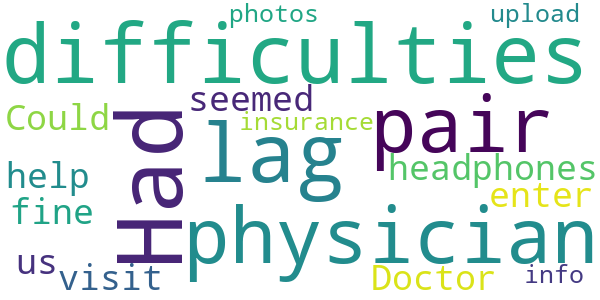 photos
upload
difficulties
seemed
Could
insurance
Had
lag
pair
headphones
help
enter
fine
physician
us
visit
Doctor
info